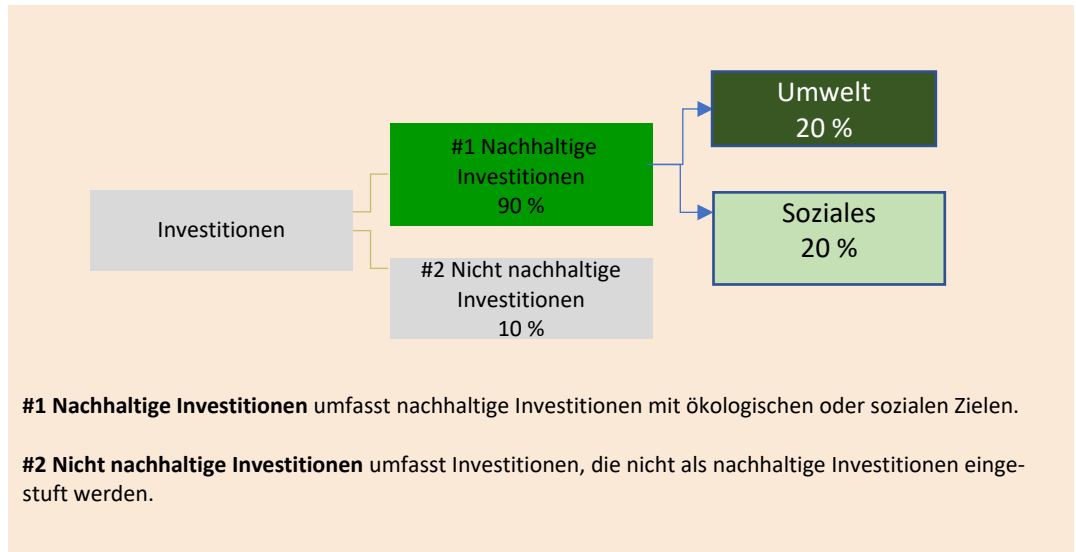 Umwelt
20 %
#1 Nachhaltige
Investitionen
90 %
Investitionen
Soziales
20 %
#2 Nicht nachhaltige
Investitionen
10 %
#1 Nachhaltige Investitionen umfasst nachhaltige Investitionen mit ökologischen oder sozialen Zielen.
#2 Nicht nachhaltige Investitionen umfasst Investitionen, die nicht als nachhaltige Investitionen einge-
stuft werden.